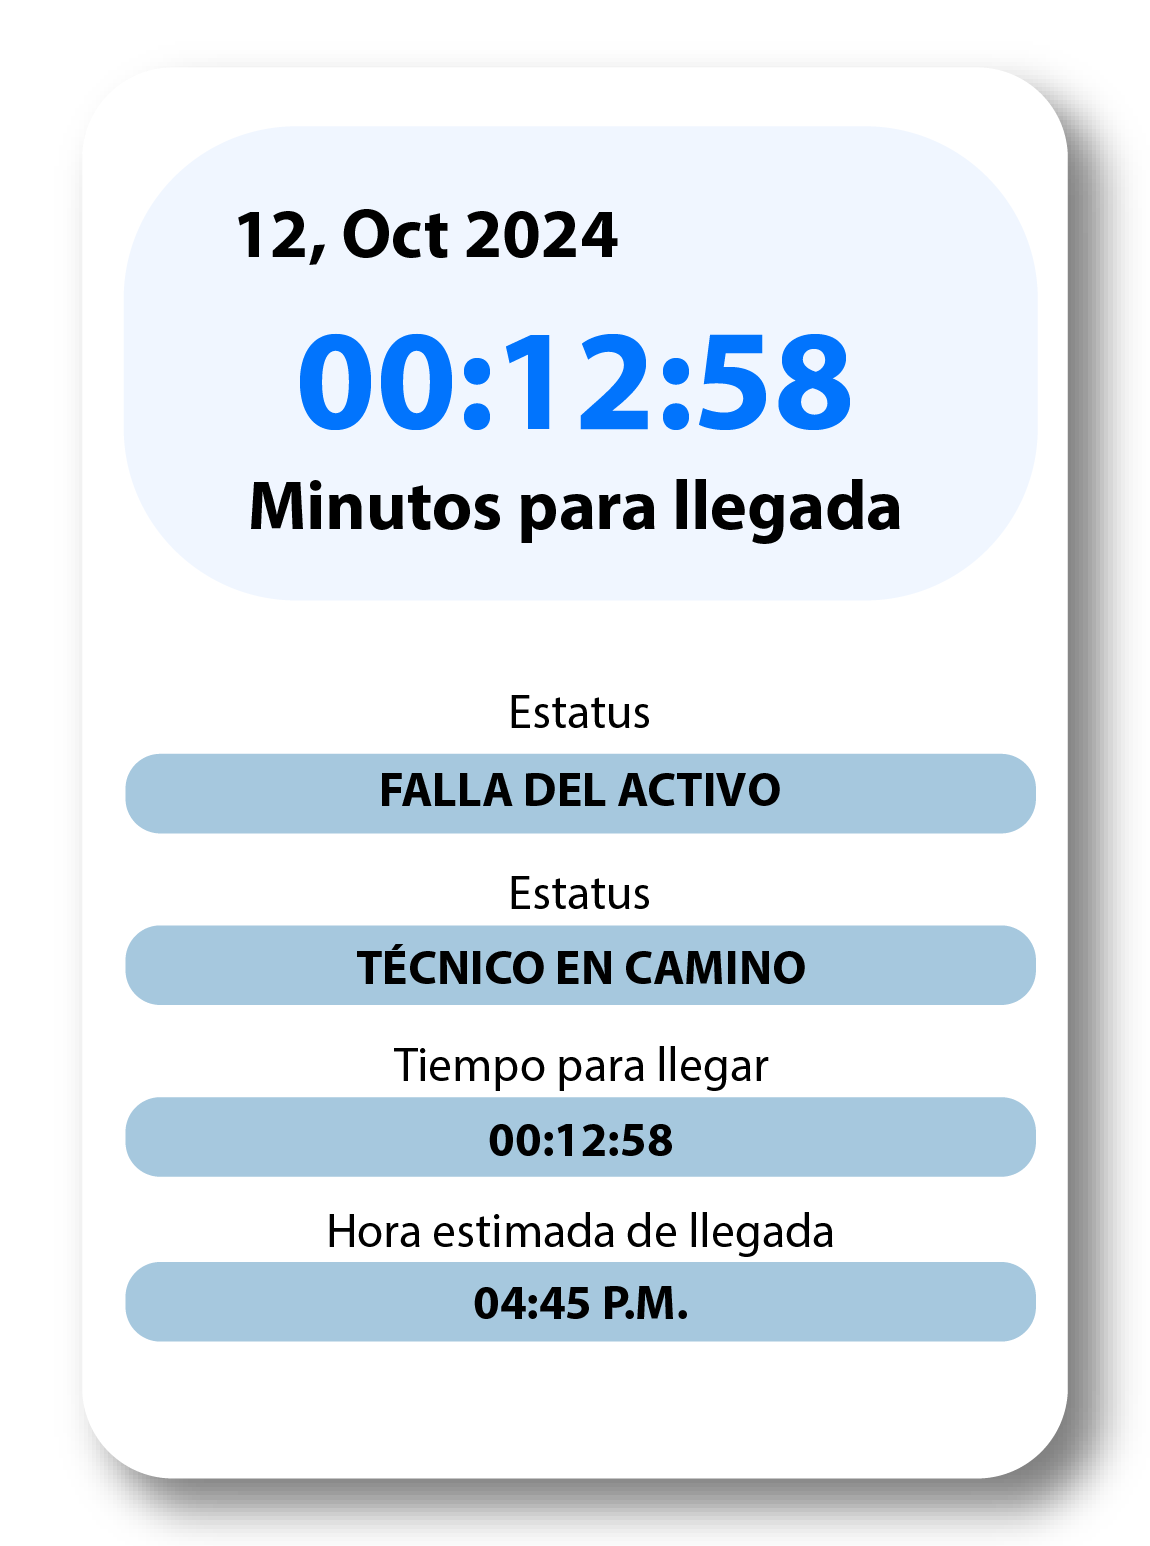 12, Oct 2024
00:12:58
Minutos para llegada
Estatus
FALLA DEL ACTIVO
Estatus
TÉCNICO EN CAMINO
Tiempo para llegar
00:12:58
Hora estimada de llegada
04:45 P.M.